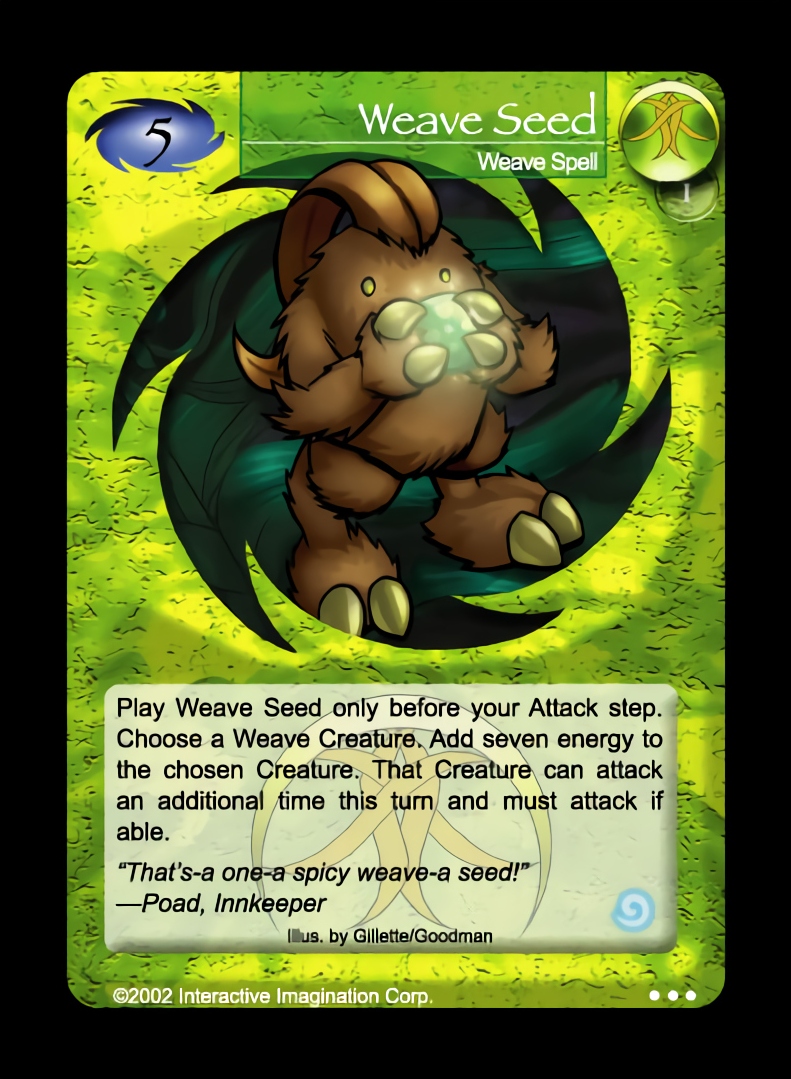 5
Weave Seed
Weave Spell
1
Play Weave Seed only before your Attack step.
Choose a Weave Creature. Add seven energy to
the chosen Creature. That Creature can attack
an additional time this turn and must attack if
able.
“That’s-a one-a spicy weave-a seed!”
—Poad, Innkeeper
Illus. by Gillette/Goodman
©2002 Interactive Imagination Corp.